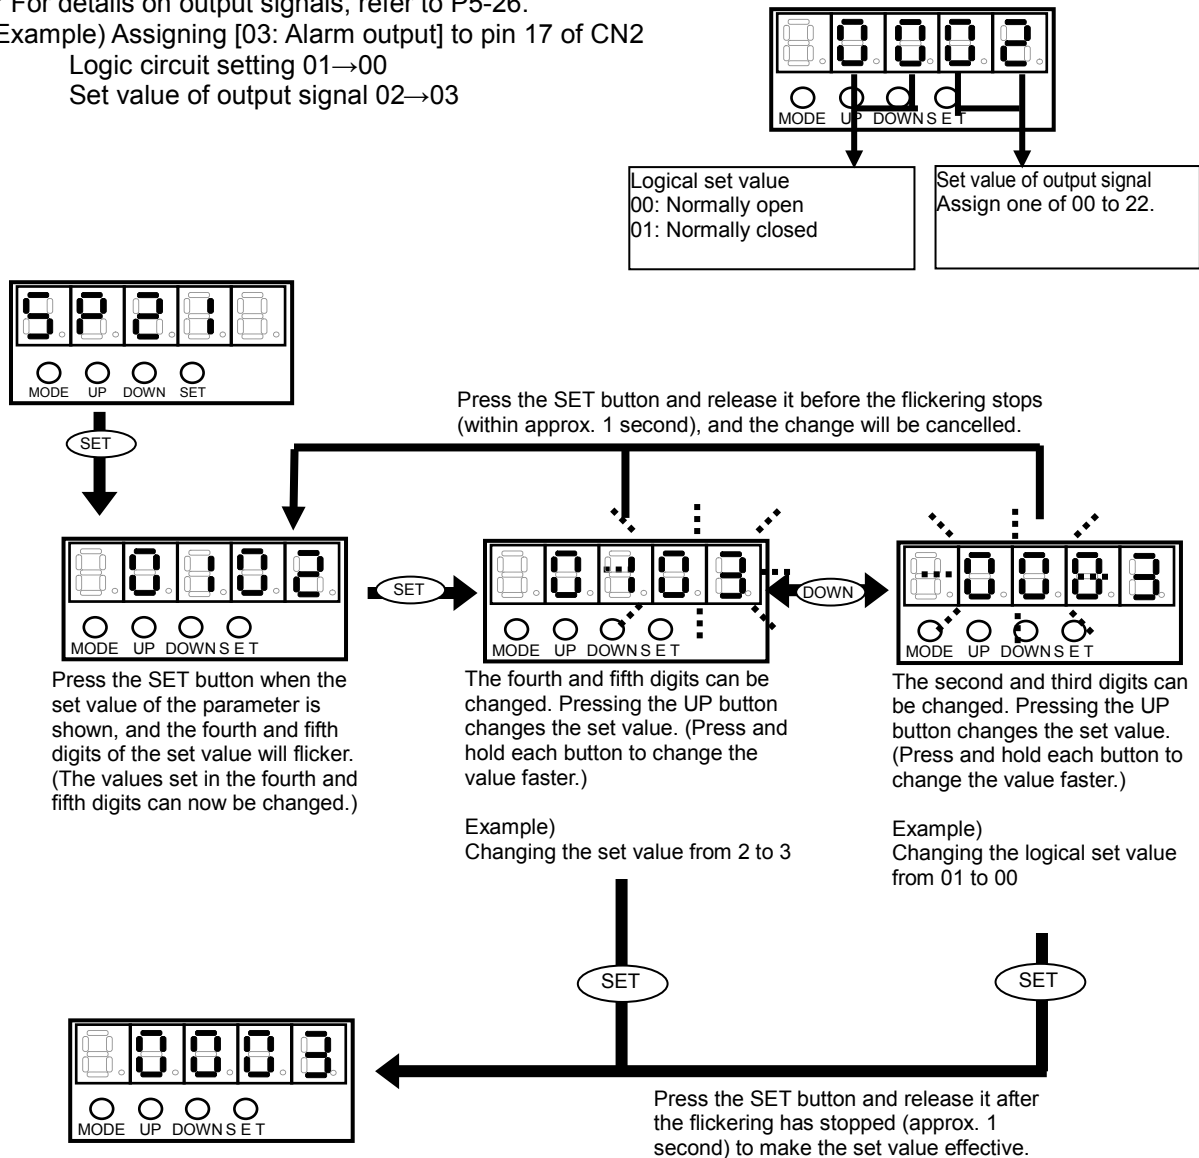 For details on output signals, refer to P5-26.
Example) Assigning [03: Alarm output] to pin 17 of CN2
Logic circuit setting 01→00
Set value of output signal 02→03
0002
MODE UP DOWN SET
Logical set value
00: Normally open
01: Normally closed
Set value of output signal
Assign one of 00 to 22.
SP21
MODE UP DOWN SET
SET
Press the SET button and release it before the flickering stops
(within approx. 1 second), and the change will be cancelled.
0102
MODE UP DOWN SET
SET
0103
MODE UP DOWN SET
DOWN
0003
MODE UP DOWN SET
Press the SET button when the
set value of the parameter is
shown, and the fourth and fifth
digits of the set value will flicker.
(The values set in the fourth and
fifth digits can now be changed.)
The fourth and fifth digits can be
changed. Pressing the UP button
changes the set value. (Press and
hold each button to change the
value faster.)
Example)
Changing the set value from 2 to 3
The second and third digits can
be changed. Pressing the UP
button changes the set value.
(Press and hold each button to
change the value faster.)
Example)
Changing the logical set value
from 01 to 00
SET
SET
0003
MODE UP DOWN SET
Press the SET button and release it after
the flickering has stopped (approx. 1
second) to make the set value effective.